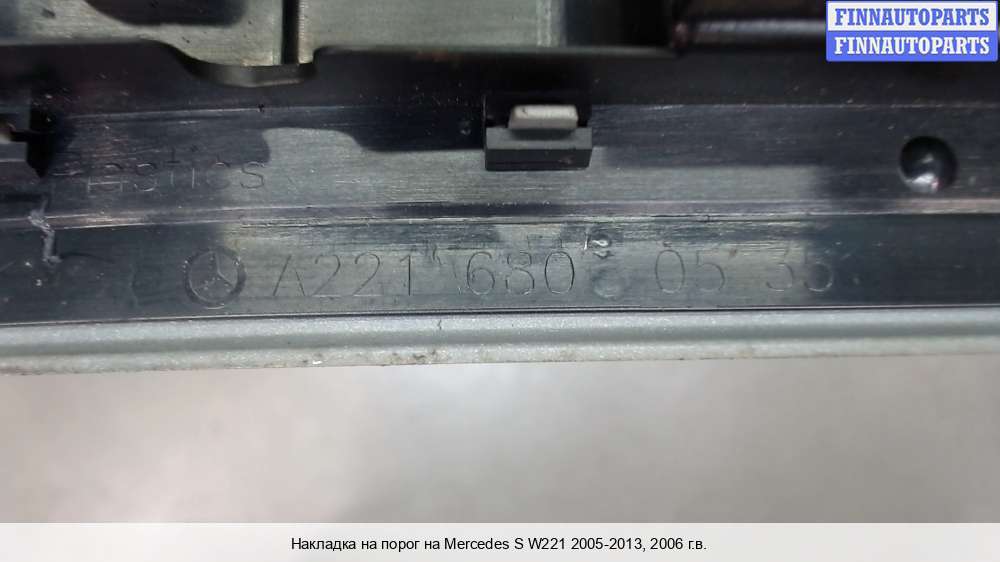 FINNAUTOPARTS
FINNAUTOPARTS
A221 680 05 35
Накладка на порог на Mercedes S W221 2005-2013, 2006 г.в.